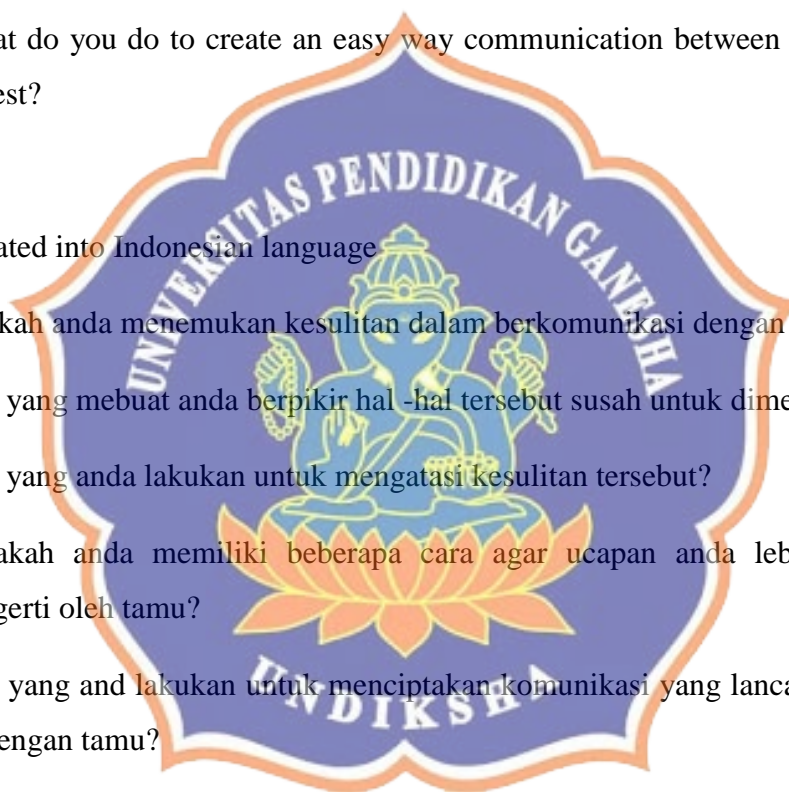 at do you do to create an easy way communication between
est?
UNIVERSITAS PENDIDIKAN GANESHA
ated into Indonesian language
kah anda menemukan kesulitan dalam berkomunikasi dengan
yang mebuat anda berpikir hal -hal tersebut susah untuk dime
yang anda lakukan untuk mengatasi kesulitan tersebut?
akah anda memiliki beberapa cara agar ucapan anda leb
gerti oleh tamu?
yang and lakukan untuk menciptakan komunikasi yang lanca
dengan tamu?
UNDIKSHA